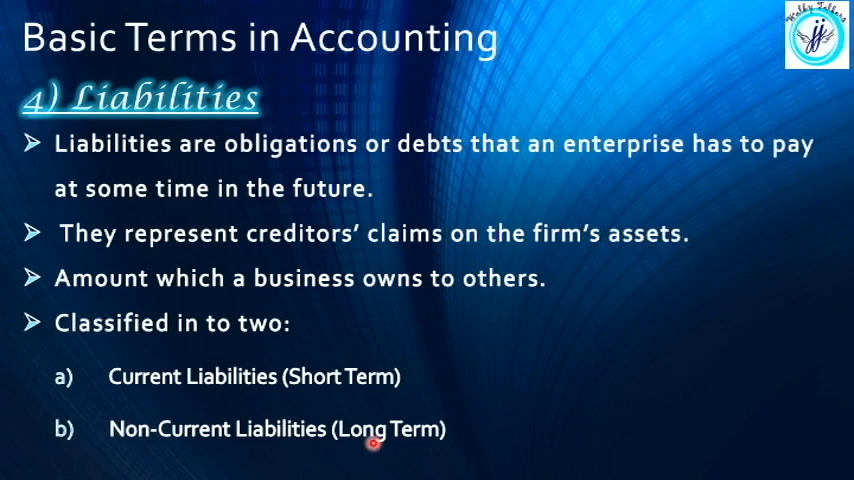 Basic Terms in Accounting
4) Liabilities
➢ Liabilities are obligations or debts that an enterprise has to pay
at some time in the future.
➢ They represent creditors’ claims on the firm’s assets.
➢ Amount which a business owns to others.
➢ Classified in to two:
a) Current Liabilities (Short Term)
b) Non-Current Liabilities (Long Term)